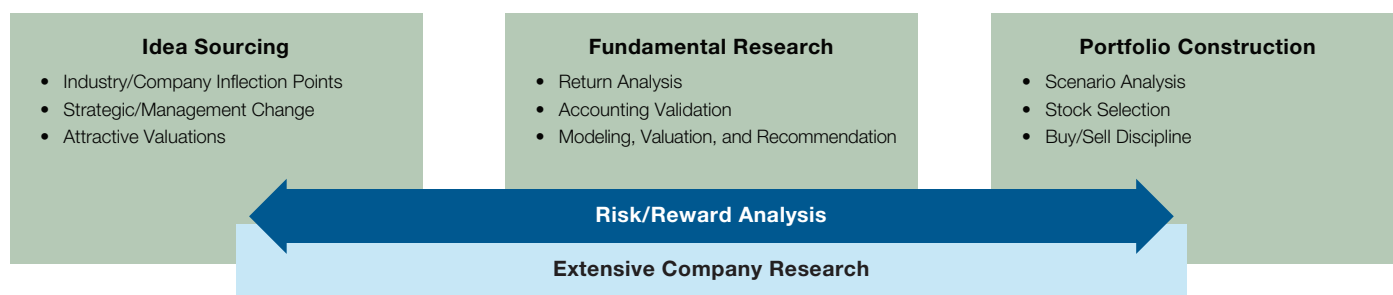 Idea Sourcing
• Industry/Company Inflection Points
• Strategic/Management Change
• Attractive Valuations
Fundamental Research
• Return Analysis
• Accounting Validation
• Modeling, Valuation, and Recommendation
Portfolio Construction
• Scenario Analysis
• Stock Selection
• Buy/Sell Discipline
Risk/Reward Analysis
Extensive Company Research